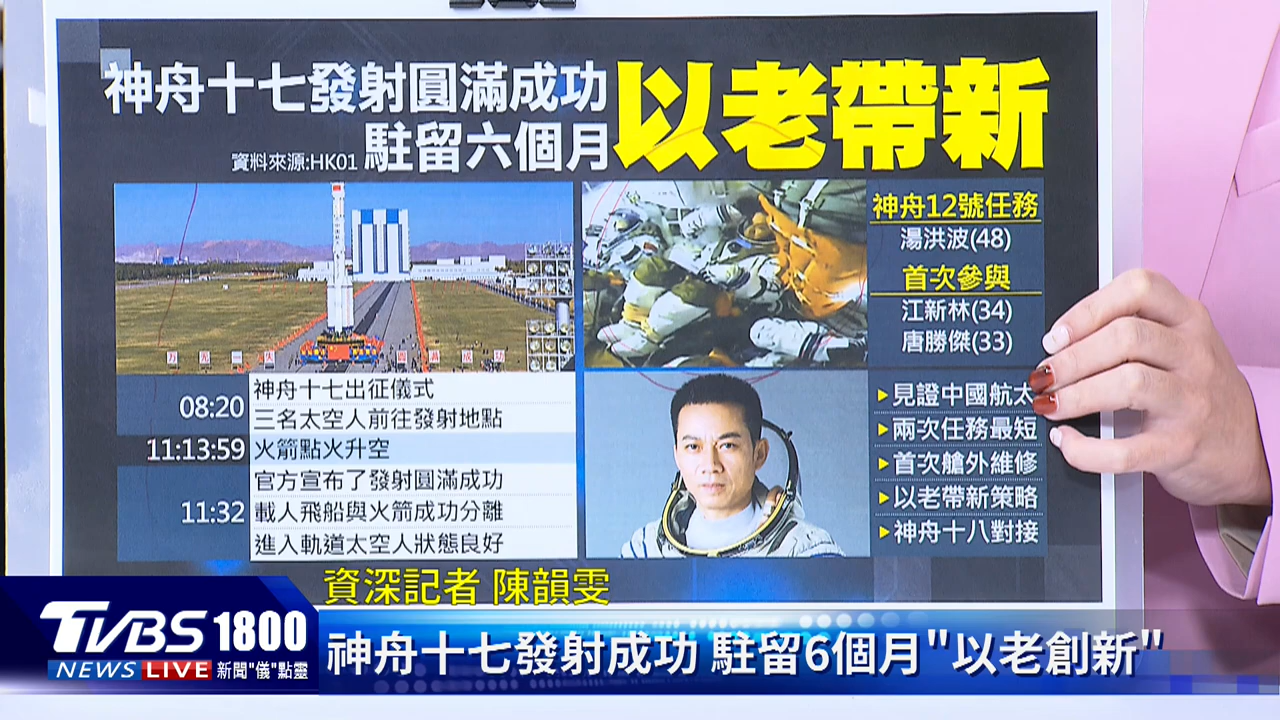 神舟十七發射圓滿成功
駐留六個月
以老帶新
資料來源:HK01
神舟12號任務
湯洪波(48)
首次參與
江新林(34)
唐勝傑(33)
08:20
神舟十七出征儀式
三名太空人前往發射地點
11:13:59
火箭點火升空
官方宣布了發射圓滿成功
11:32
載人飛船與火箭成功分離
進入軌道太空人狀態良好
▸見證中國航太
▸兩次任務最短
▸首次艙外維修
▸以老帶新策略
▸神舟十八對接
資深記者 陳韻雯
TVBS 1800
NEWS LIVE 新聞"儀"點靈
神舟十七發射成功 駐留6個月"以老創新"